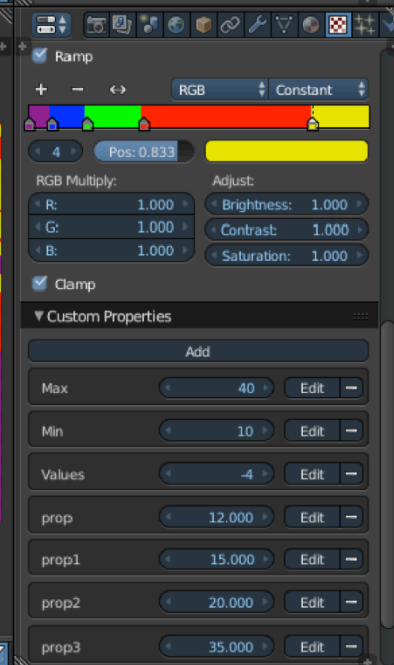 Ramp
+ − RGB Constant
4 Pos: 0.833
RGB Multiply: Adjust:
R: 1.000 Brightness: 1.000
G: 1.000 Contrast: 1.000
B: 1.000 Saturation: 1.000
Clamp
Custom Properties
Add
Max 40 Edit
Min 10 Edit
Values -4 Edit
prop 12.000 Edit
prop1 15.000 Edit
prop2 20.000 Edit
prop3 35.000 Edit